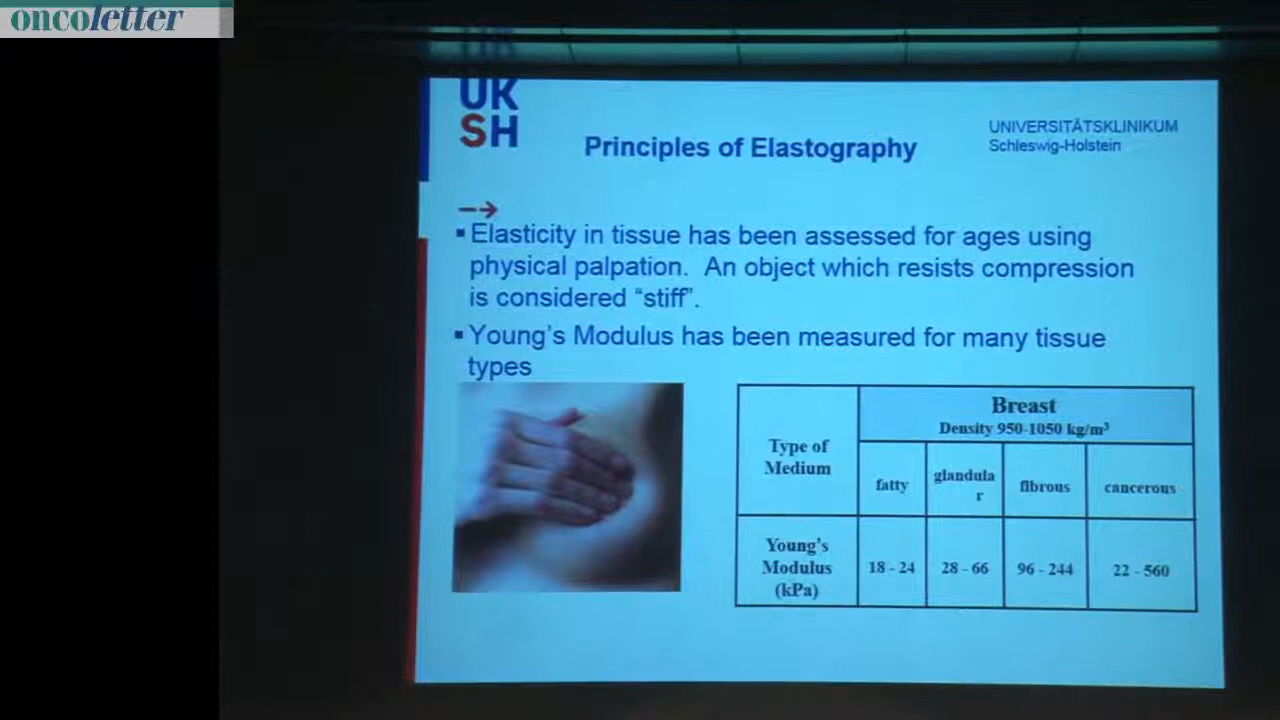 oncoletter
UK
SH
Principles of Elastography
UNIVERSITÄTSKLINIKUM
Schleswig-Holstein
▪Elasticity in tissue has been assessed for ages using
physical palpation. An object which resists compression
is considered “stiff”.
▪Young’s Modulus has been measured for many tissue
types
Type of
Medium
Breast
Density 950-1050 kg/m³
fatty
glandula
r
fibrous
cancerous
Young's
Modulus
(kPa)
18 - 24
28 - 66
96 - 244
22 - 560